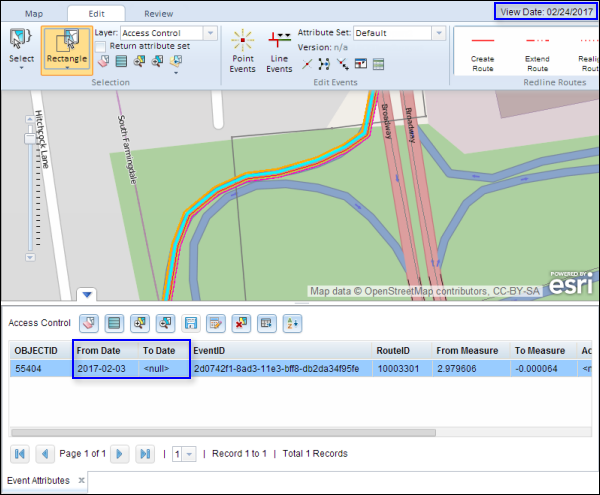 Map Edit Review
View Date: 02/24/2017
Layer: Access Control
Return attribute set
Select
Rectangle
Selection
Point Events
Line Events
Attribute Set: Default
Version: n/a
Edit Events
Create Route
Extend Route
Realign Route
Redline Routes
Hitchcock Lane
South Farmingdale
Broadway
Broadway
POWERED BY
esri
Map data © OpenStreetMap contributors, CC-BY-SA
Access Control
OBJECTID From Date To Date EventID RouteID From Measure To Measure Ac
55404 2017-02-03 <null> 2d0742f1-8ad3-11e3-bff8-db2da34f95fe 10003301 2.979606 -0.000064 <n
Page 1 of 1 | 1 | Record 1 to 1 | Total 1 Records
Event Attributes ×